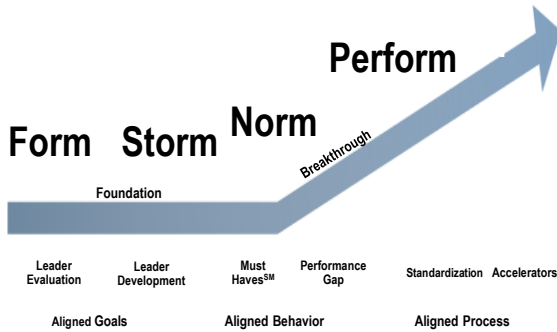 Perform
Norm
Form Storm
Breakthrough
Foundation
Leader Evaluation
Leader Development
Must Haves℠
Performance Gap
Standardization
Accelerators
Aligned Goals
Aligned Behavior
Aligned Process